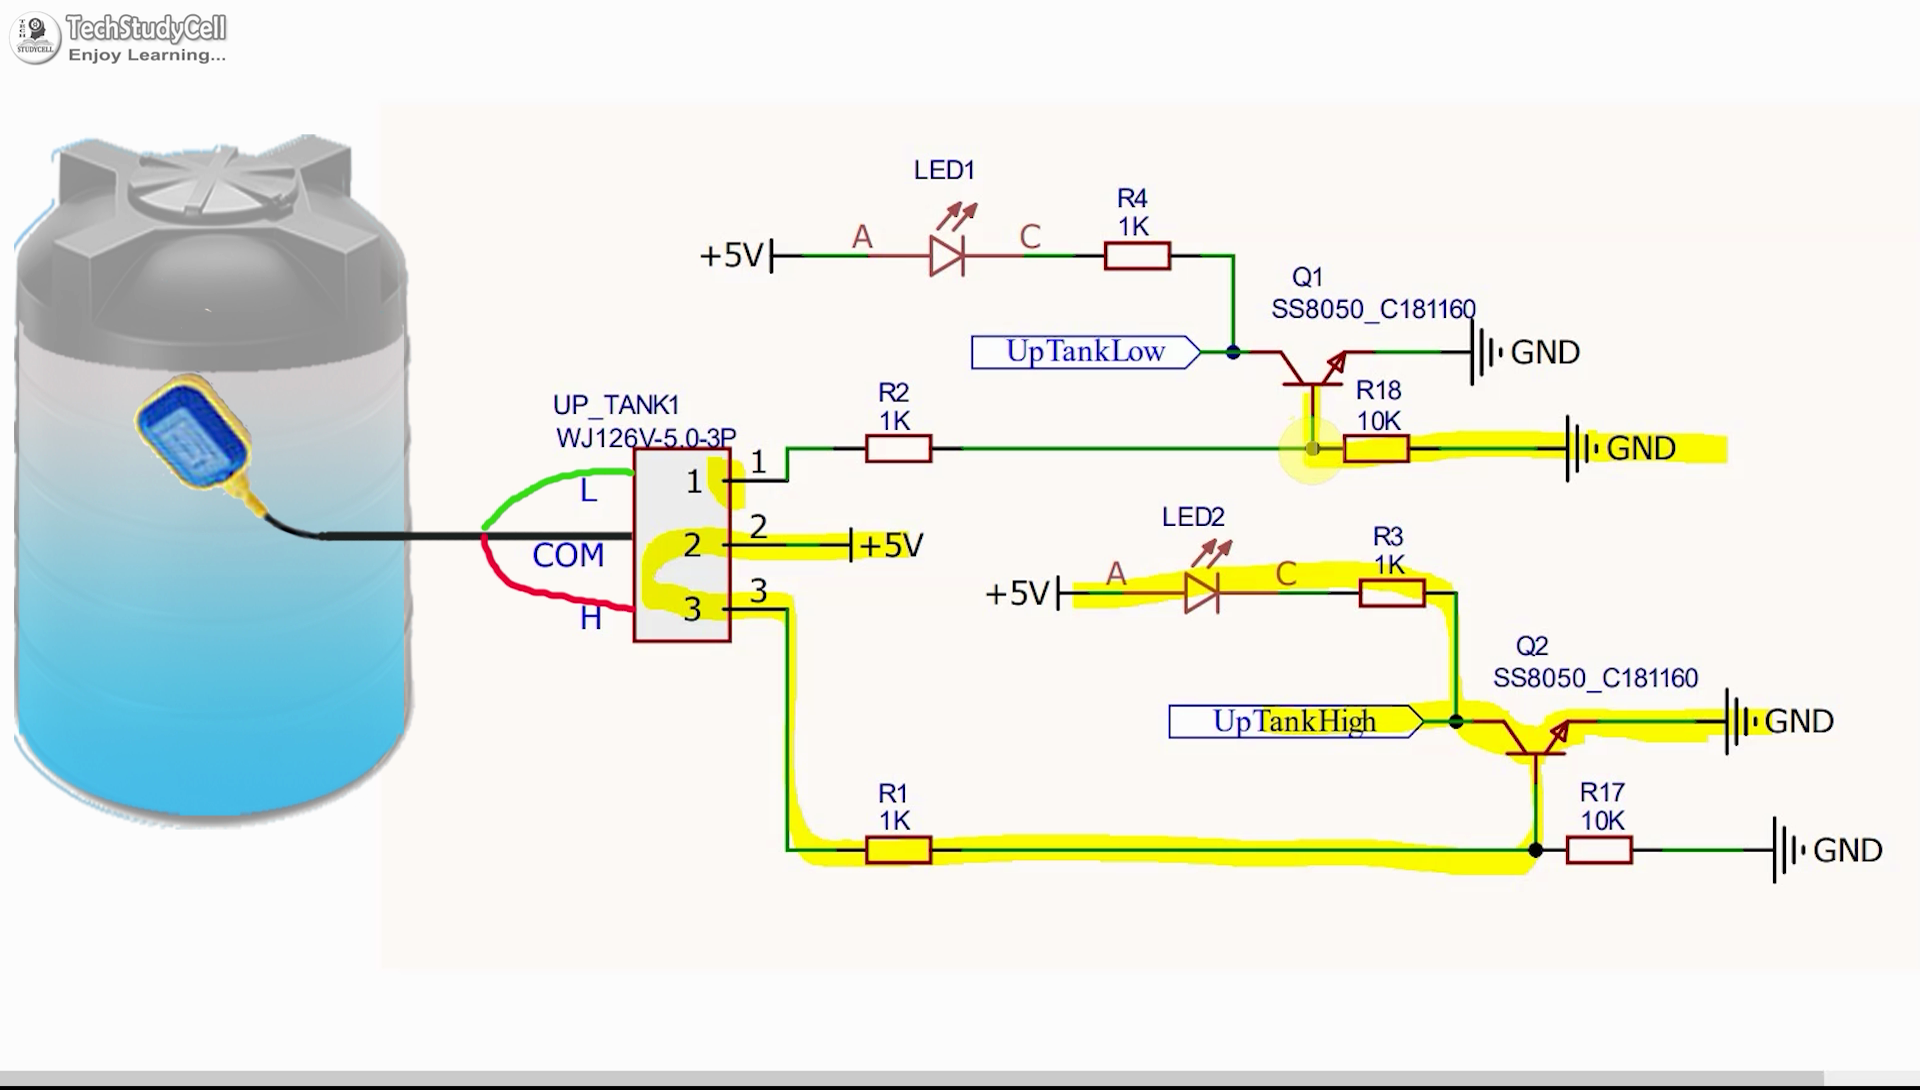 TechStudyCell
Enjoy Learning...
TECH
STUDYCELL
LED1
R4
1K
+5V
A
C
Q1
SS8050_C181160
UpTankLow
GND
UP_TANK1
WJ126V-5.0-3P
R2
1K
R18
10K
GND
L
1
1
COM
2
2
+5V
H
3
3
LED2
R3
1K
+5V
A
C
Q2
SS8050_C181160
UpTankHigh
GND
R1
1K
R17
10K
GND